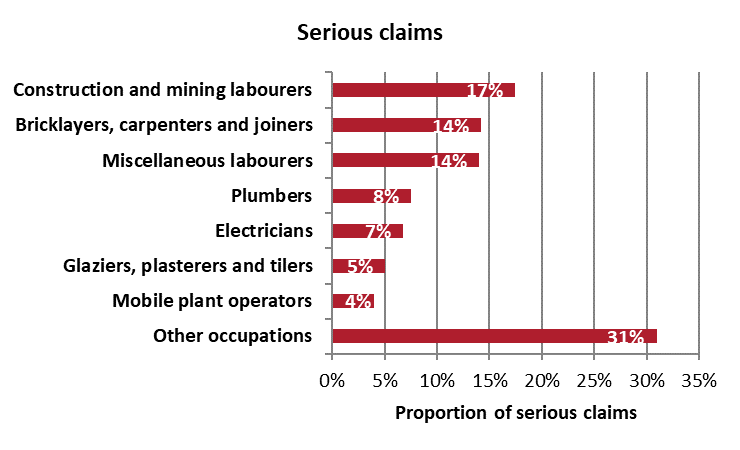 Serious claims
Construction and mining labourers 17%
Bricklayers, carpenters and joiners 14%
Miscellaneous labourers 14%
Plumbers 8%
Electricians 7%
Glaziers, plasterers and tilers 5%
Mobile plant operators 4%
Other occupations 31%
0% 5% 10% 15% 20% 25% 30% 35%
Proportion of serious claims